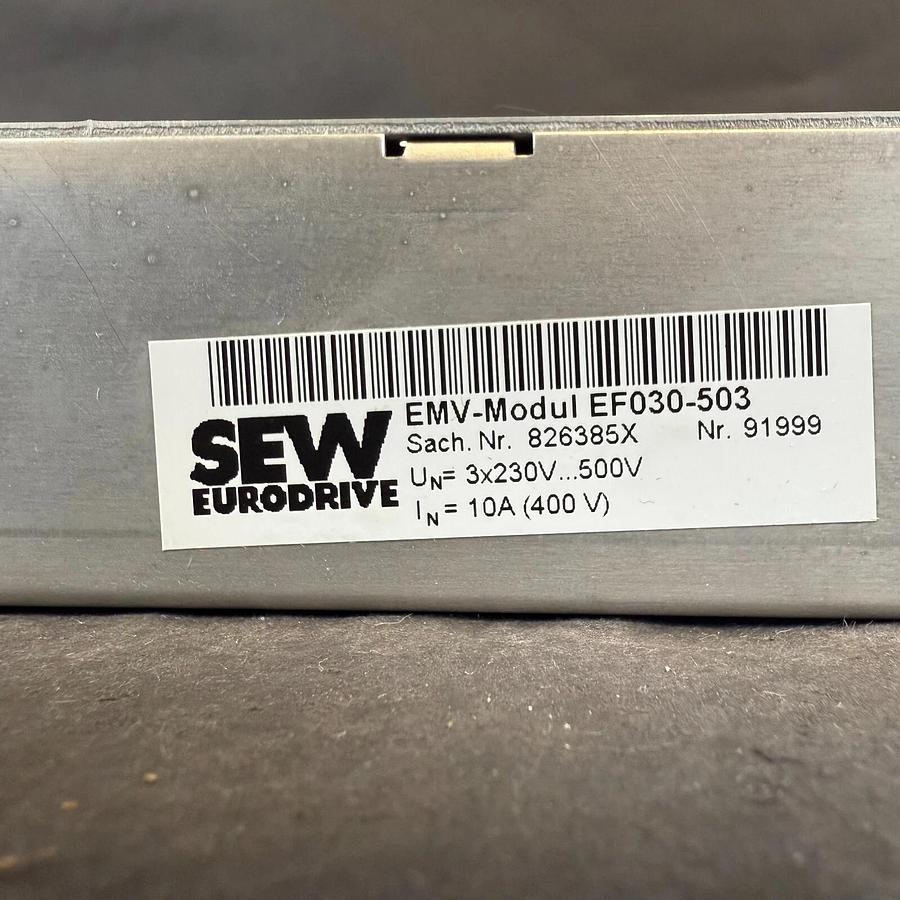 SEW
EURODRIVE
EMV-Modul EF030-503
Sach. Nr. 826385X Nr. 91999
UN= 3x230V...500V
IN= 10A (400 V)